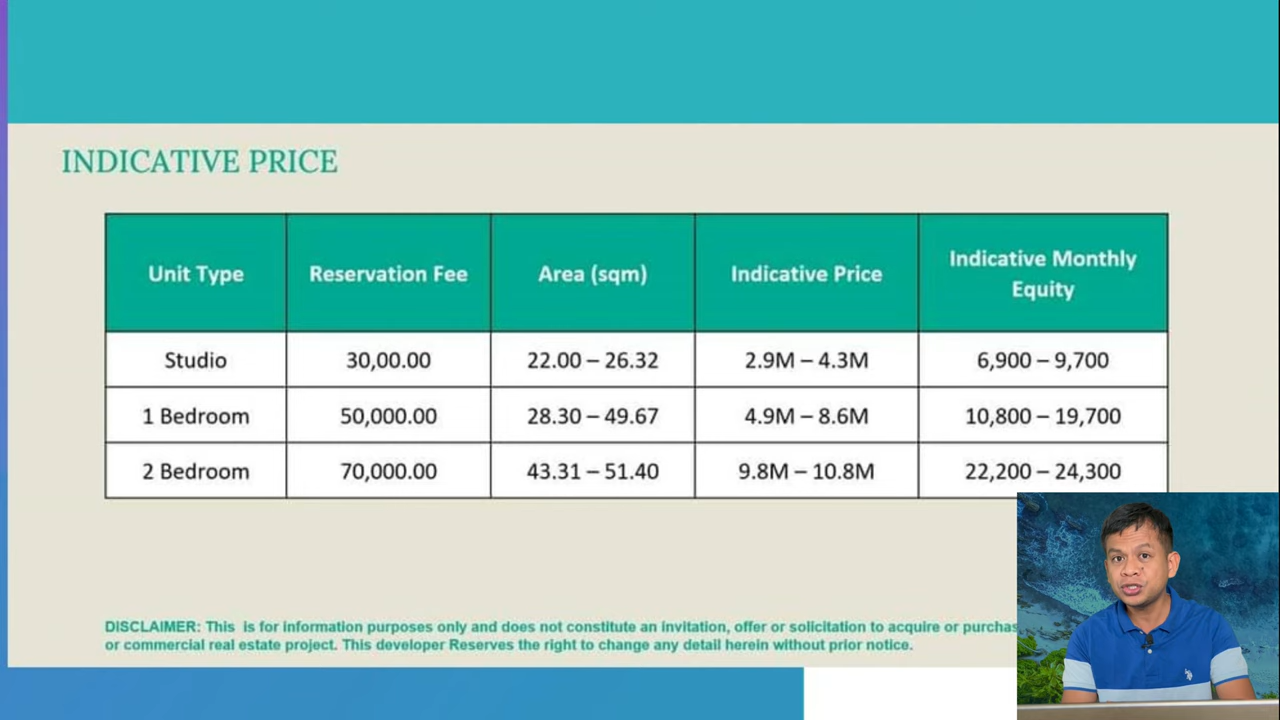 INDICATIVE PRICE
Unit Type Reservation Fee Area (sqm) Indicative Price Indicative Monthly Equity
Studio 30,00.00 22.00 – 26.32 2.9M – 4.3M 6,900 – 9,700
1 Bedroom 50,000.00 28.30 – 49.67 4.9M – 8.6M 10,800 – 19,700
2 Bedroom 70,000.00 43.31 – 51.40 9.8M – 10.8M 22,200 – 24,300
DISCLAIMER: This is for information purposes only and does not constitute an invitation, offer or solicitation to acquire or
or commercial real estate project. This developer Reserves the right to change any detail herein without prior notice.